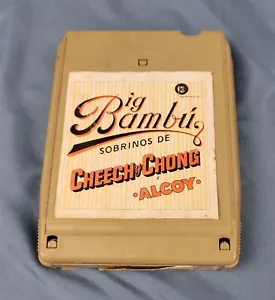 Big
Bambú
SOBRINOS DE
CHEECH y CHONG
· ALCOY ·